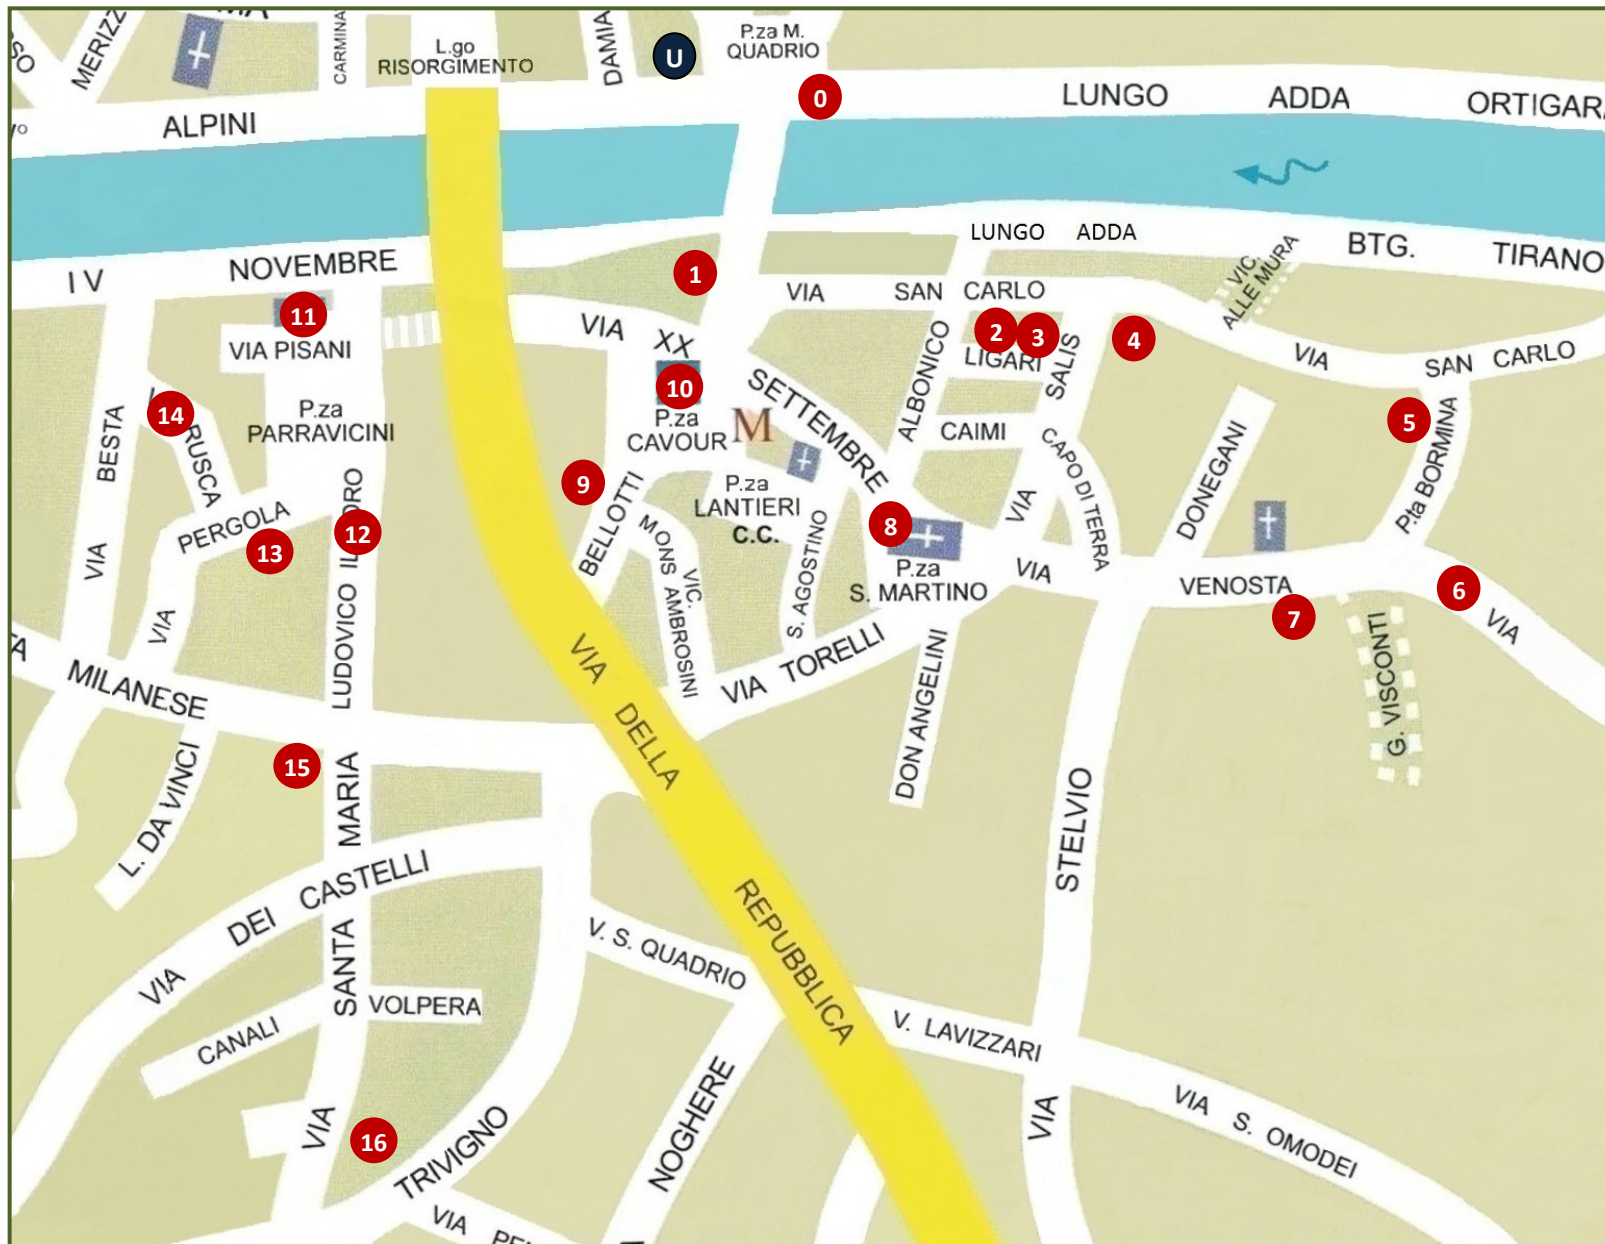 MERIZZ
CARMINA
L.go
RISORGIMENTO
DAMIA
U
P.za M.
QUADRIO
0
ALPINI
LUNGO ADDA ORTIGAR
IV NOVEMBRE
LUNGO ADDA
BTG. TIRANO
VIC.
ALLE MURA
1
VIA SAN CARLO
11
VIA PISANI
VIA XX SETTEMBRE
2
3
LIGARI
4
VIA SAN CARLO
10
P.za
CAVOUR
M
ALBONICO
VIA SALIS
CAIMI
CAPO DI TERRA
5
P.ta BORMINA
14
RUSCA
P.za
PARRAVICINI
VIA BESTA
9
BELLOTTI
P.za
LANTIERI
C.C.
8
P.za
S. MARTINO
DONEGANI
VIA VENOSTA
7
6
VIA
G. VISCONTI
VIA PERGOLA
13
12
MONS AMBROSINI
VIC.
S. AGOSTINO
VIA TORELLI
DON ANGELINI
MILANESE
LUDOVICO IL
ORO
VIA DELLA REPUBBLICA
L. DA VINCI
15
VIA SANTA MARIA
VIA STELVIO
VIA DEI CASTELLI
VOLPERA
CANALI
V. S. QUADRIO
V. LAVIZZARI
NOGHERE
VIA S. OMODEI
16
TRIVIGNO
VIA